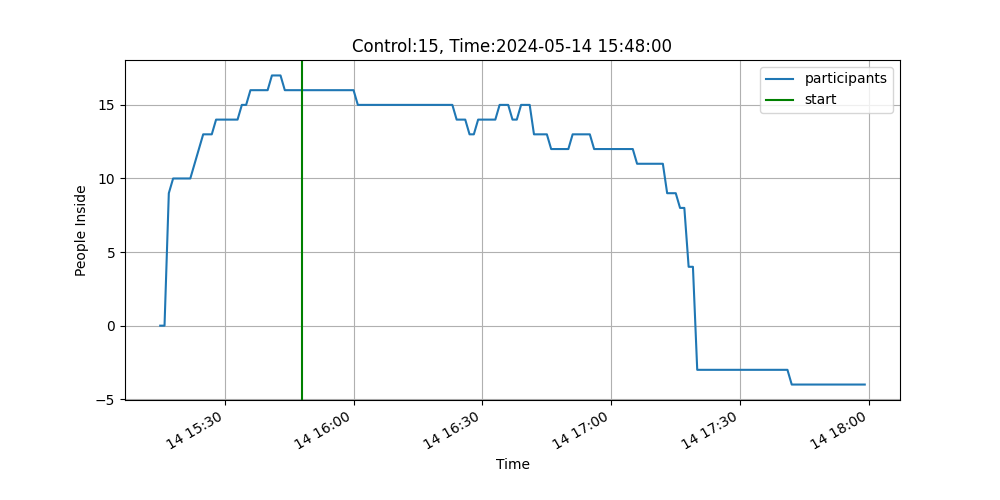 Control:15, Time:2024-05-14 15:48:00
participants
start
People Inside
15
10
5
0
−5
14 15:30
14 16:00
14 16:30
14 17:00
14 17:30
14 18:00
Time